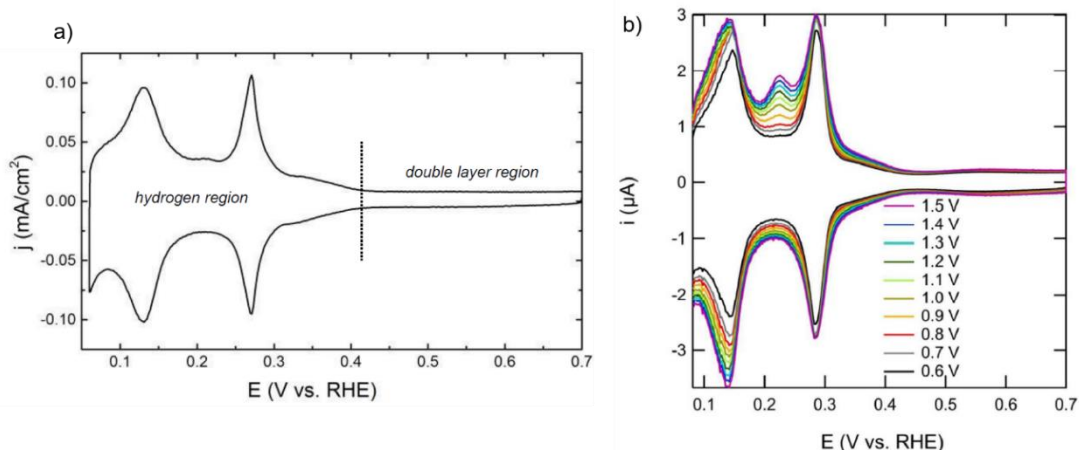 a)
j (mA/cm²)
0.10
0.05
0.00
-0.05
-0.10
hydrogen region
double layer region
0.1 0.2 0.3 0.4 0.5 0.6 0.7
E (V vs. RHE)
b)
i (µA)
3
2
1
0
-1
-2
-3
1.5 V
1.4 V
1.3 V
1.2 V
1.1 V
1.0 V
0.9 V
0.8 V
0.7 V
0.6 V
0.1 0.2 0.3 0.4 0.5 0.6 0.7
E (V vs. RHE)